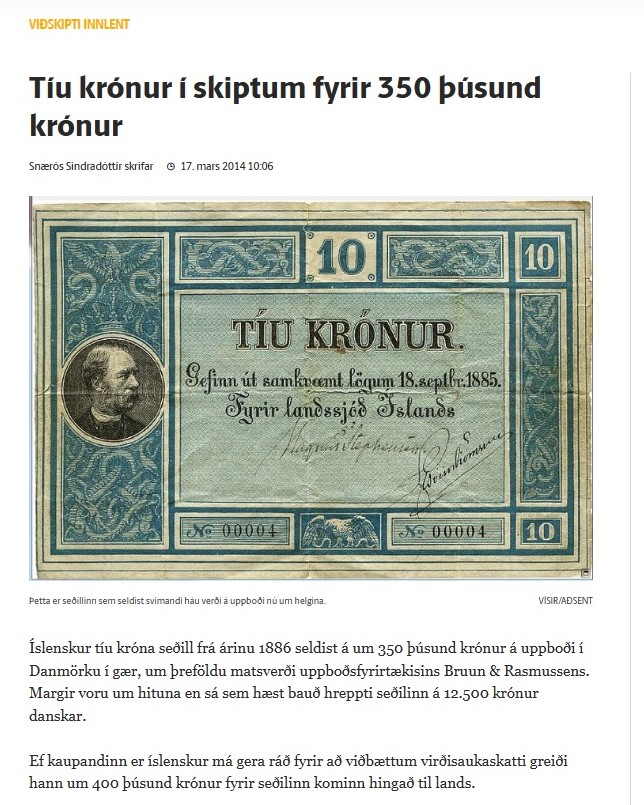 VIÐSKIPTI INNLENT
Tíu krónur í skiptum fyrir 350 þúsund
krónur
Snærós Sindradóttir skrifar 17. mars 2014 10:06
10
10
TÍU KRÓNUR.
Gefinn út samkvæmt lögum 18. septbr. 1885.
Fyrir landssjóð Íslands
Magnús Stephensen
No 00004
No 00004
10
Þetta er seðillinn sem seldist svimandi háu verði á uppboði nú um helgina.
VÍSIR/AÐSENT
Íslenskur tíu króna seðill frá árinu 1886 seldist á um 350 þúsund krónur á uppboði í
Danmörku í gær, um þreföldu matsverði uppboðsfyrirtækisins Bruun & Rasmussens.
Margir voru um hituna en sá sem hæst bauð hreppti seðilinn á 12.500 krónur
danskar.
Ef kaupandinn er íslenskur má gera ráð fyrir að viðbættum virðisaukaskatti greiði
hann um 400 þúsund krónur fyrir seðilinn kominn hingað til lands.